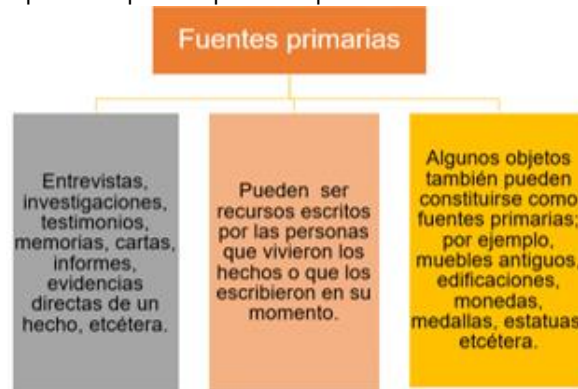 Fuentes primarias
Entrevistas,
investigaciones,
testimonios,
memorias, cartas,
informes,
evidencias
directas de un
hecho, etcétera.
Pueden ser
recursos escritos
por las personas
que vivieron los
hechos o que los
escribieron en su
momento.
Algunos objetos
también pueden
constituirse como
fuentes primarias;
por ejemplo,
muebles antiguos,
edificaciones,
monedas,
medallas, estatuas,
etcétera.